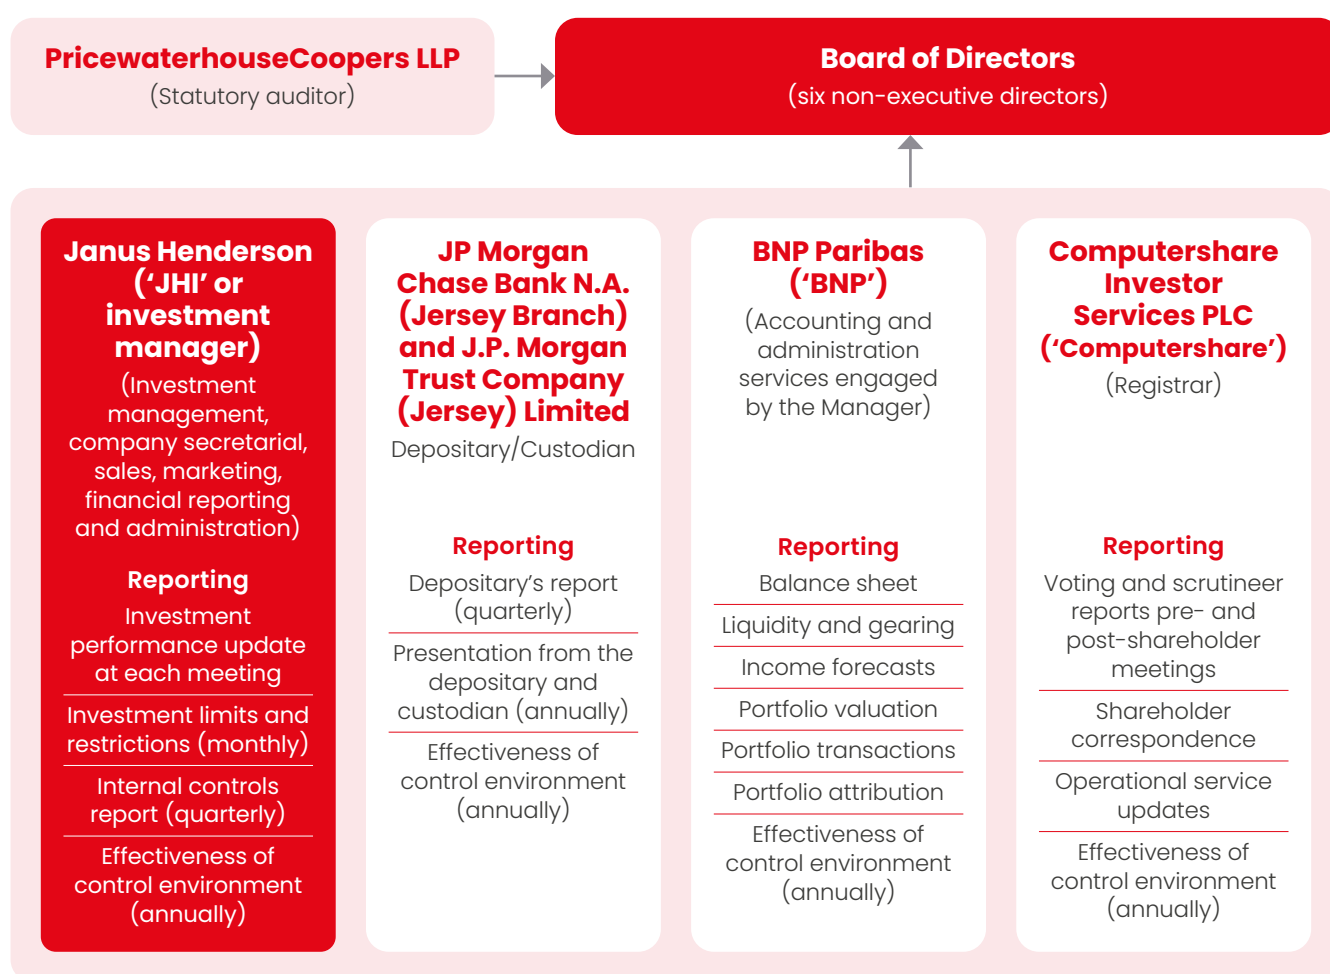 PricewaterhouseCoopers LLP
(Statutory auditor)
Board of Directors
(six non-executive directors)
Janus Henderson
(‘JHI’ or
investment
manager)
(Investment
management,
company secretarial,
sales, marketing,
financial reporting
and administration)
Reporting
Investment
performance update
at each meeting
Investment limits and
restrictions (monthly)
Internal controls
report (quarterly)
Effectiveness of
control environment
(annually)
JP Morgan
Chase Bank N.A.
(Jersey Branch)
and J.P. Morgan
Trust Company
(Jersey) Limited
Depositary/Custodian
Reporting
Depositary’s report
(quarterly)
Presentation from the
depositary and
custodian (annually)
Effectiveness of
control environment
(annually)
BNP Paribas
(‘BNP’)
(Accounting and
administration
services engaged
by the Manager)
Reporting
Balance sheet
Liquidity and gearing
Income forecasts
Portfolio valuation
Portfolio transactions
Portfolio attribution
Effectiveness of
control environment
(annually)
Computershare
Investor
Services PLC
(‘Computershare’)
(Registrar)
Reporting
Voting and scrutineer
reports pre- and
post-shareholder
meetings
Shareholder
correspondence
Operational service
updates
Effectiveness of
control environment
(annually)